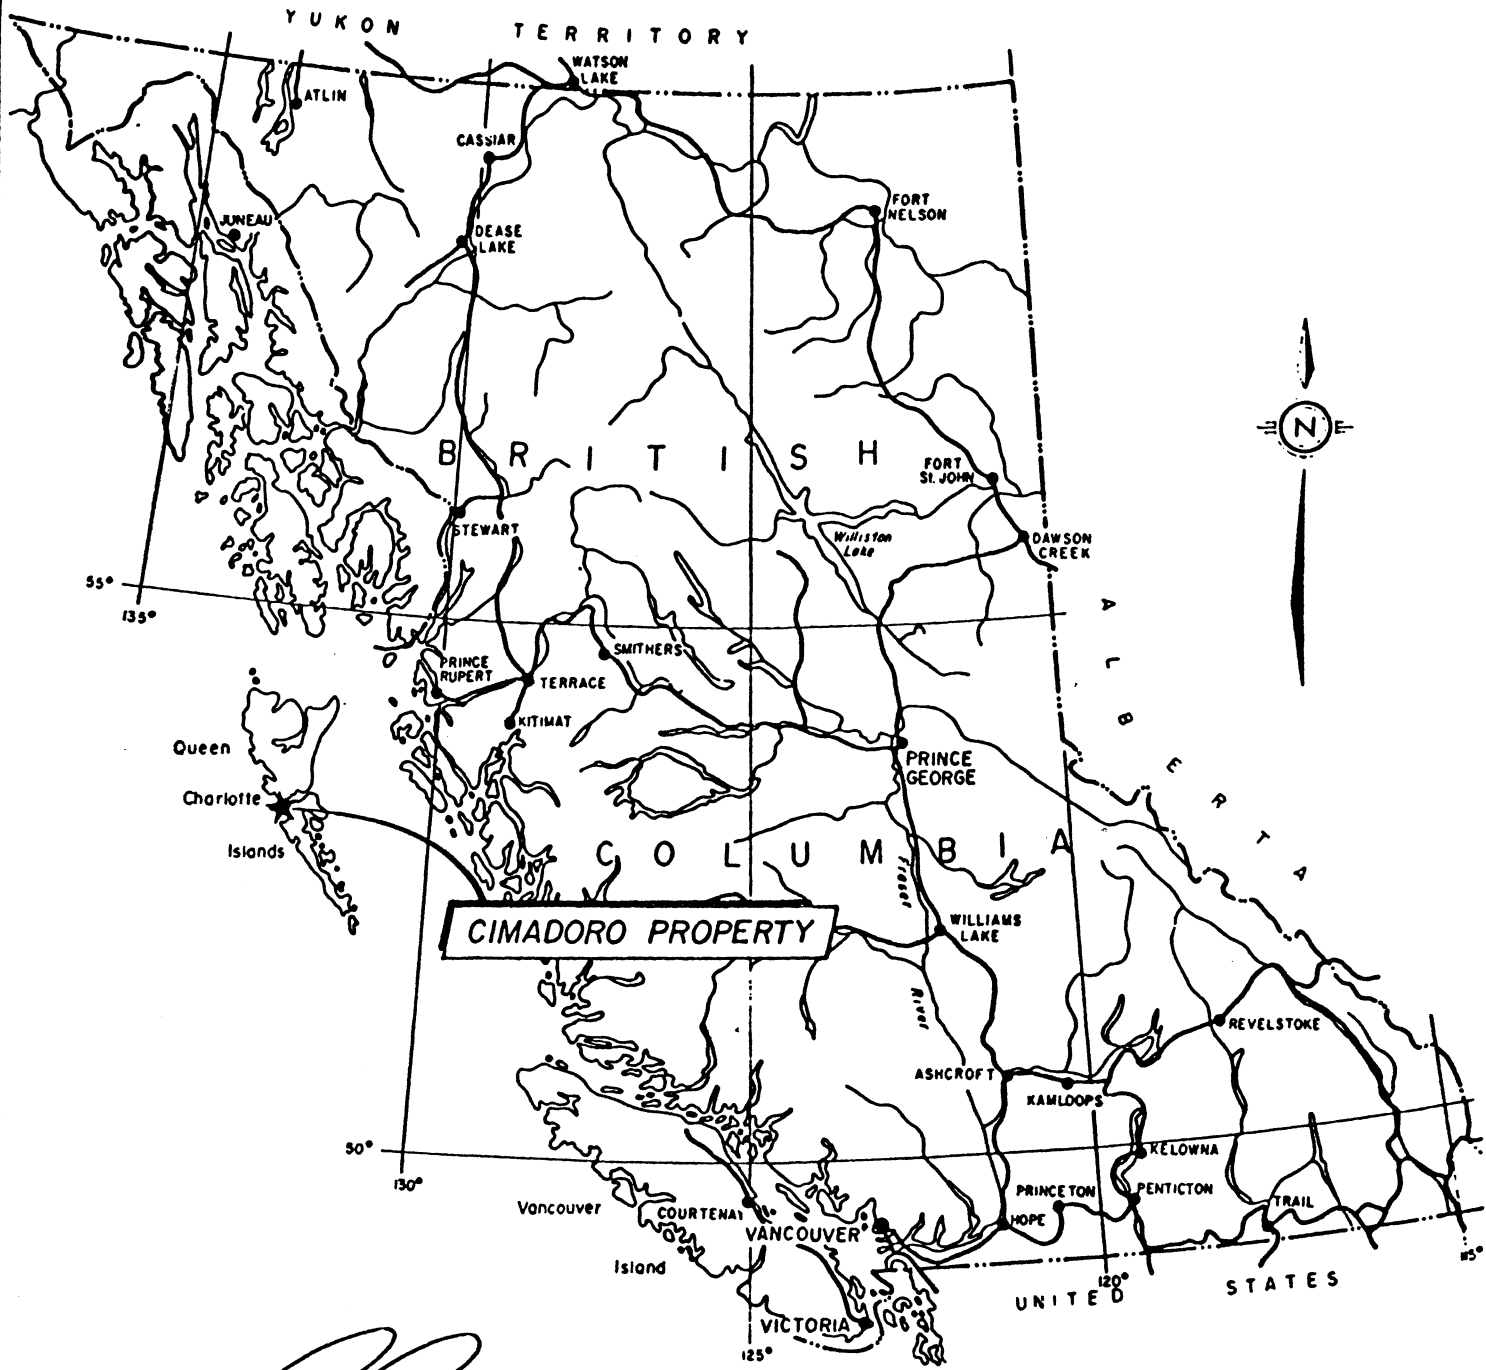 YUKON TERRITORY
WATSON
LAKE
ATLIN
CASSIAR
JUNEAU
DEASE
LAKE
FORT
NELSON
BRITISH
FORT
St. JOHN
STEWART
Williston
Lake
DAWSON
CREEK
55°
135°
ALBERTA
N
PRINCE
RUPERT
SMITHERS
TERRACE
KITIMAT
Queen
Charlotte
Islands
PRINCE
GEORGE
COLUMBIA
Fraser
River
CIMADORO PROPERTY
WILLIAMS
LAKE
REVELSTOKE
ASHCROFT
KAMLOOPS
50°
130°
KELOWNA
PRINCETON
PENTICTON
TRAIL
HOPE
Vancouver
Island
COURTENAY
VANCOUVER
VICTORIA
125°
120°
115°
UNITED STATES